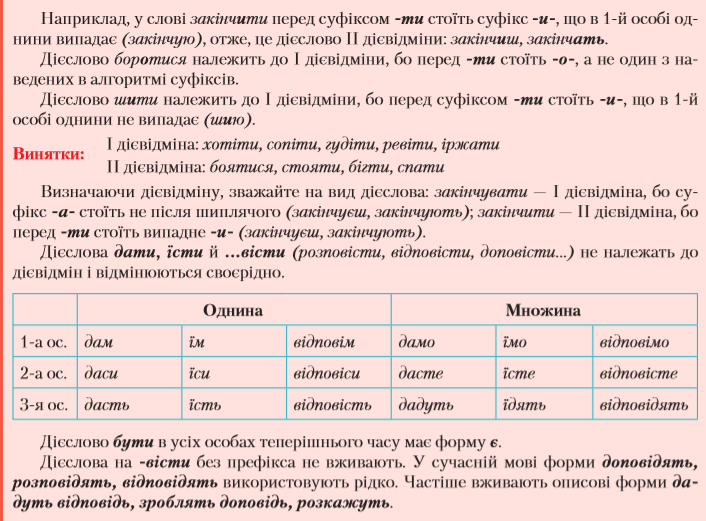 Наприклад, у слові закінчити перед суфіксом -ти стоїть суфікс -и-, що в 1-й особі од-
нини випадає (закінчую), отже, це дієслово II дієвідміни: закінчиш, закінчать.
Дієслово боротися належить до I дієвідміни, бо перед -ти стоїть -о-, а не один з на-
ведених в алгоритмі суфіксів.
Дієслово шити належить до I дієвідміни, бо перед суфіксом -ти стоїть -и-, що в 1-й
особі однини не випадає (шию).
Винятки:
I дієвідміна: хотіти, сопіти, гудіти, ревіти, іржати
II дієвідміна: боятися, стояти, бігти, спати
Визначаючи дієвідміну, зважайте на вид дієслова: закінчувати — I дієвідміна, бо су-
фікс -а- стоїть не після шиплячого (закінчуєш, закінчують); закінчити — II дієвідміна, бо
перед -ти стоїть випадне -и- (закінчуєш, закінчують).
Дієслова дати, їсти й ...вісти (розповісти, відповісти, доповісти...) не належать до
дієвідмін і відмінюються своєрідно.
Однина Множина
1-а ос. дам їм відповім дамо їмо відповімо
2-а ос. даси їси відповіси дасте їсте відповісте
3-я ос. дасть їсть відповість дадуть їдять відповідять
Дієслово бути в усіх особах теперішнього часу має форму є.
Дієслова на -вісти без префікса не вживають. У сучасній мові форми доповідять,
розповідять, відповідять використовують рідко. Частіше вживають описові форми да-
дуть відповідь, зроблять доповідь, розкажуть.